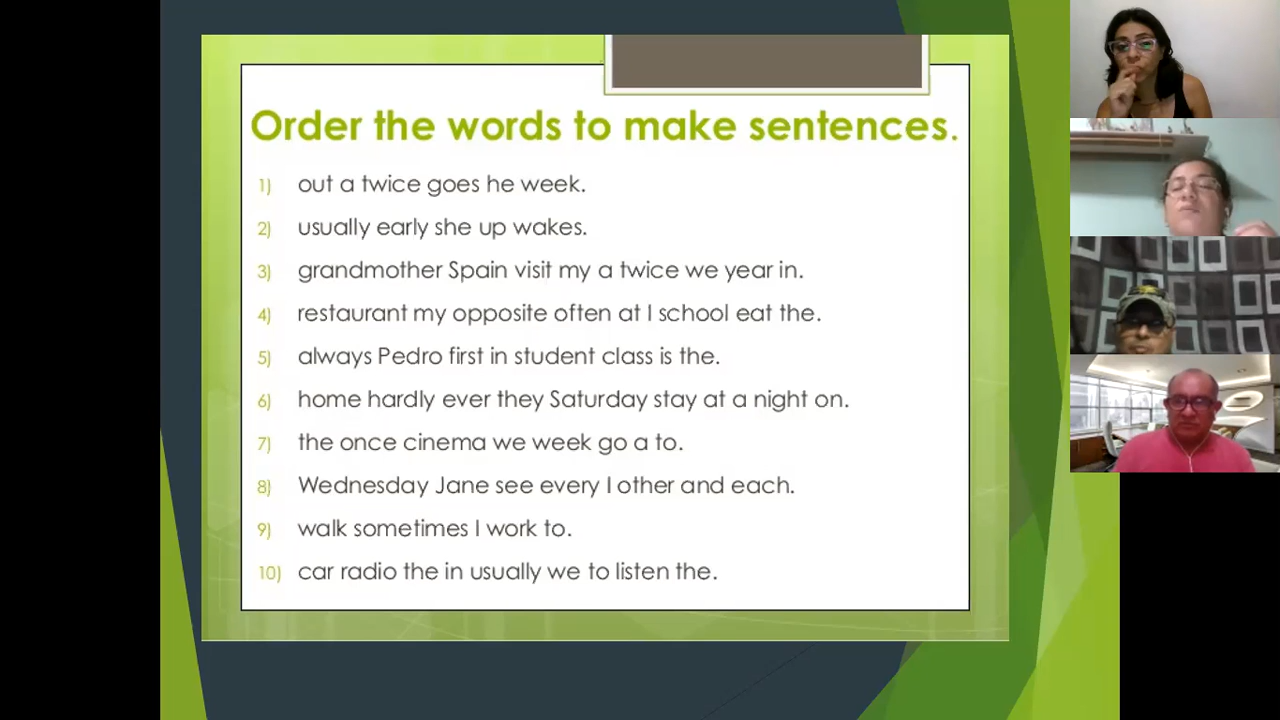 Order the words to make sentences.
1) out a twice goes he week.
2) usually early she up wakes.
3) grandmother Spain visit my a twice we year in.
4) restaurant my opposite often at I school eat the.
5) always Pedro first in student class is the.
6) home hardly ever they Saturday stay at a night on.
7) the once cinema we week go a to.
8) Wednesday Jane see every I other and each.
9) walk sometimes I work to.
10) car radio the in usually we to listen the.